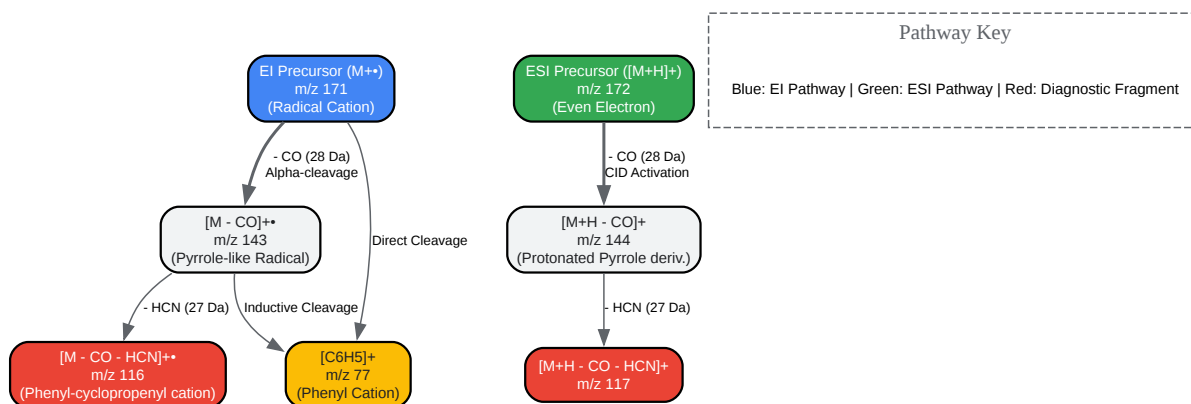 Pathway Key
Blue: EI Pathway | Green: ESI Pathway | Red: Diagnostic Fragment
EI Precursor (M+•)
m/z 171
(Radical Cation)
ESI Precursor ([M+H]+)
m/z 172
(Even Electron)
- CO (28 Da)
Alpha-cleavage
- CO (28 Da)
CID Activation
[M - CO]+•
m/z 143
(Pyrrole-like Radical)
Direct Cleavage
[M+H - CO]+
m/z 144
(Protonated Pyrrole deriv.)
- HCN (27 Da)
Inductive Cleavage
- HCN (27 Da)
[M - CO - HCN]+•
m/z 116
(Phenyl-cyclopropenyl cation)
[C6H5]+
m/z 77
(Phenyl Cation)
[M+H - CO - HCN]+
m/z 117